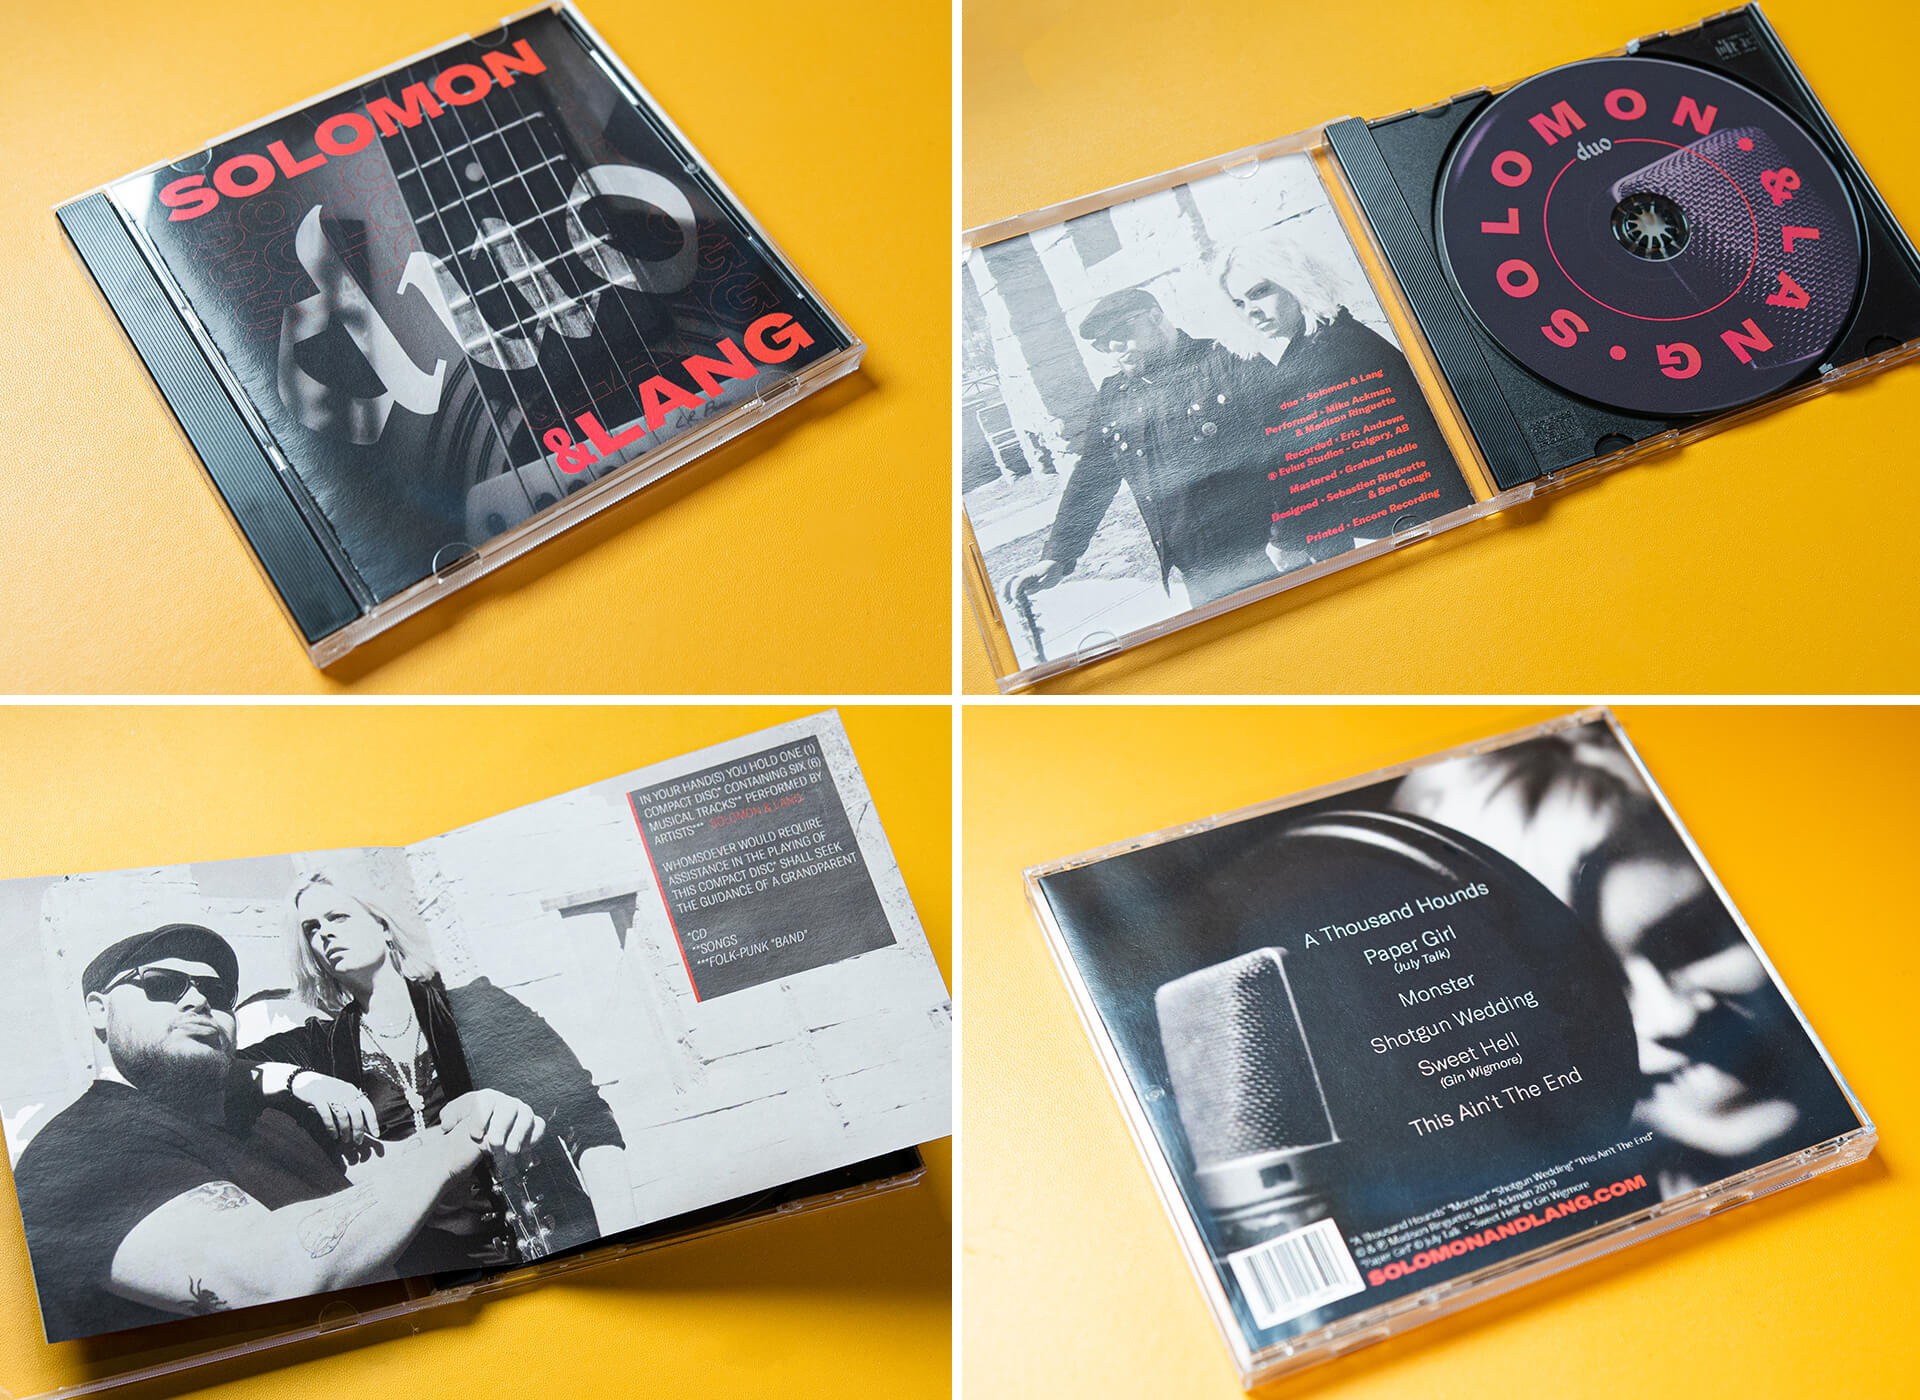 SOLOMON
duo
&LANG
SOLOMON • & LANG •
duo
duo • Solomon & Lang
Performed • Mike Ackman
& Madison Ringuette
Recorded • Eric Andrews
@ Evius Studios - Calgary, AB
Mastered • Graham Riddle
Designed • Sebastien Ringuette
& Ben Gough
Printed • Encore Recording
IN YOUR HAND(S) YOU HOLD ONE (1)
COMPACT DISC* CONTAINING SIX (6)
MUSICAL TRACKS** PERFORMED BY
ARTISTS*** SOLOMON & LANG
WHOMSOEVER WOULD REQUIRE
ASSISTANCE IN THE PLAYING OF
THIS COMPACT DISC* SHALL SEEK
THE GUIDANCE OF A GRANDPARENT
*CD
**SONGS
***FOLK-PUNK "BAND"
A Thousand Hounds
Paper Girl
(July Talk)
Monster
Shotgun Wedding
Sweet Hell
(Gin Wigmore)
This Ain't The End
"A Thousand Hounds" "Monster" "Shotgun Wedding" "This Ain't The End"
© & ℗ Madison Ringuette, Mike Ackman 2019
"Paper Girl" © July Talk • "Sweet Hell" © Gin Wigmore
SOLOMONANDLANG.COM